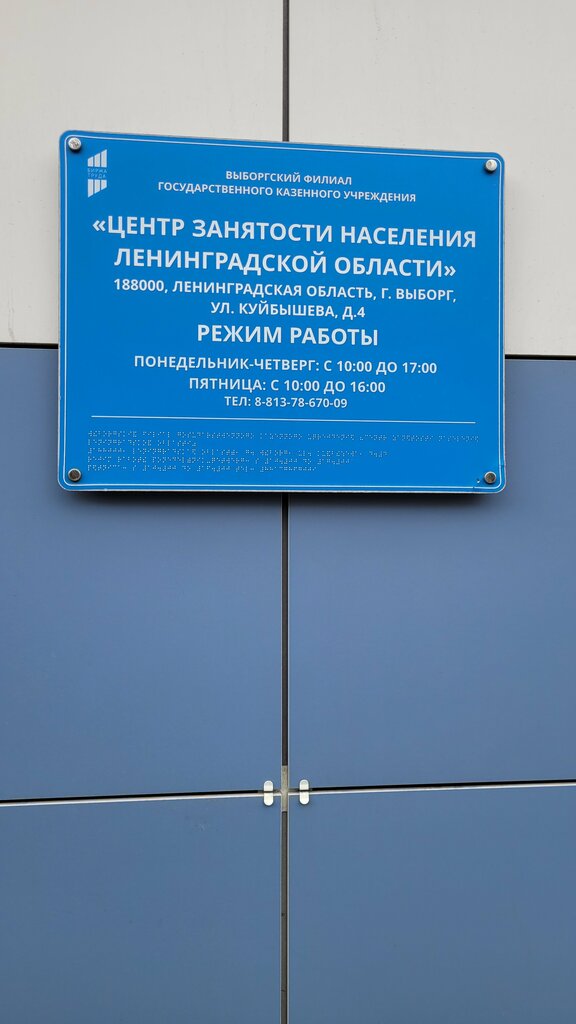 БИРЖА
ТРУДА
ВЫБОРГСКИЙ ФИЛИАЛ
ГОСУДАРСТВЕННОГО КАЗЕННОГО УЧРЕЖДЕНИЯ
«ЦЕНТР ЗАНЯТОСТИ НАСЕЛЕНИЯ
ЛЕНИНГРАДСКОЙ ОБЛАСТИ»
188000, ЛЕНИНГРАДСКАЯ ОБЛАСТЬ, Г. ВЫБОРГ,
УЛ. КУЙБЫШЕВА, Д.4
РЕЖИМ РАБОТЫ
ПОНЕДЕЛЬНИК-ЧЕТВЕРГ: С 10:00 ДО 17:00
ПЯТНИЦА: С 10:00 ДО 16:00
ТЕЛ: 8-813-78-670-09